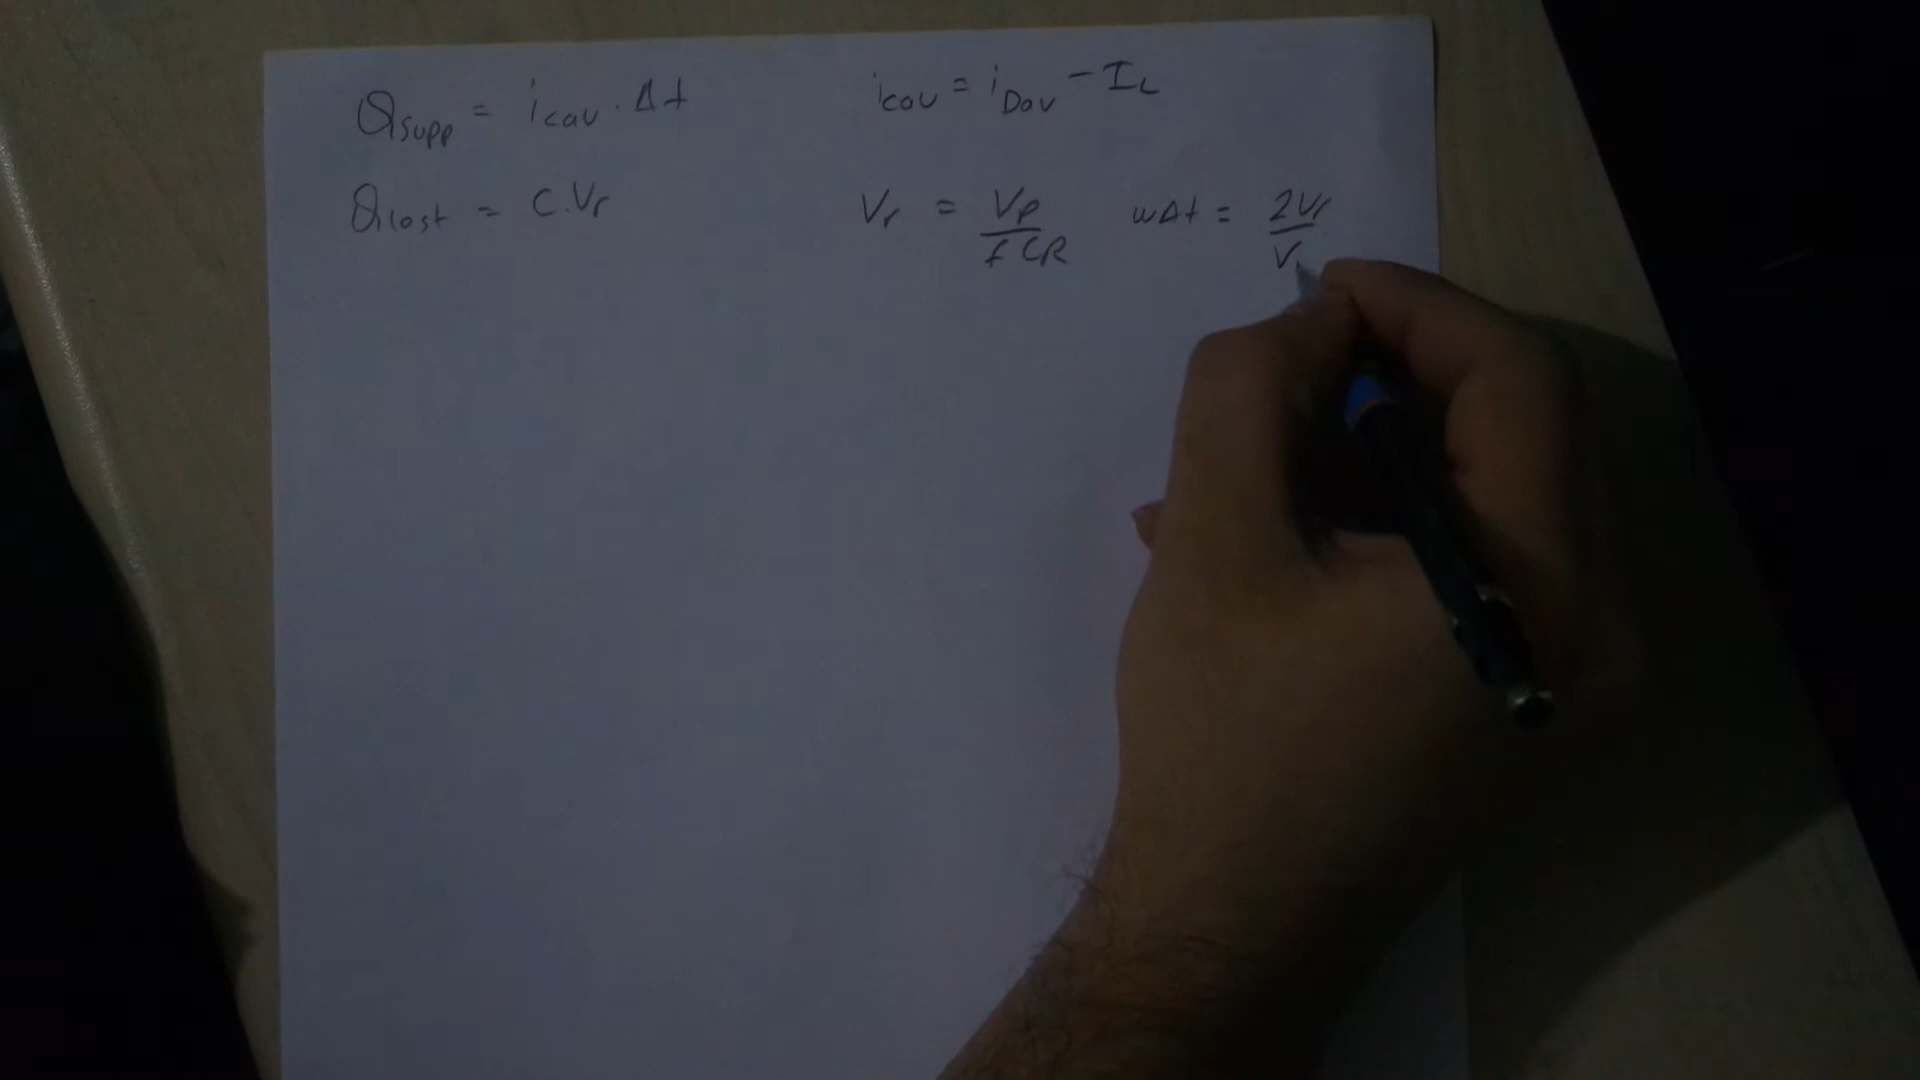 Qsupp = icav . Δt    icav = iDav - IL
Qlost = C.Vr    Vr = Vp / fCR    wΔt = 2Vr / V